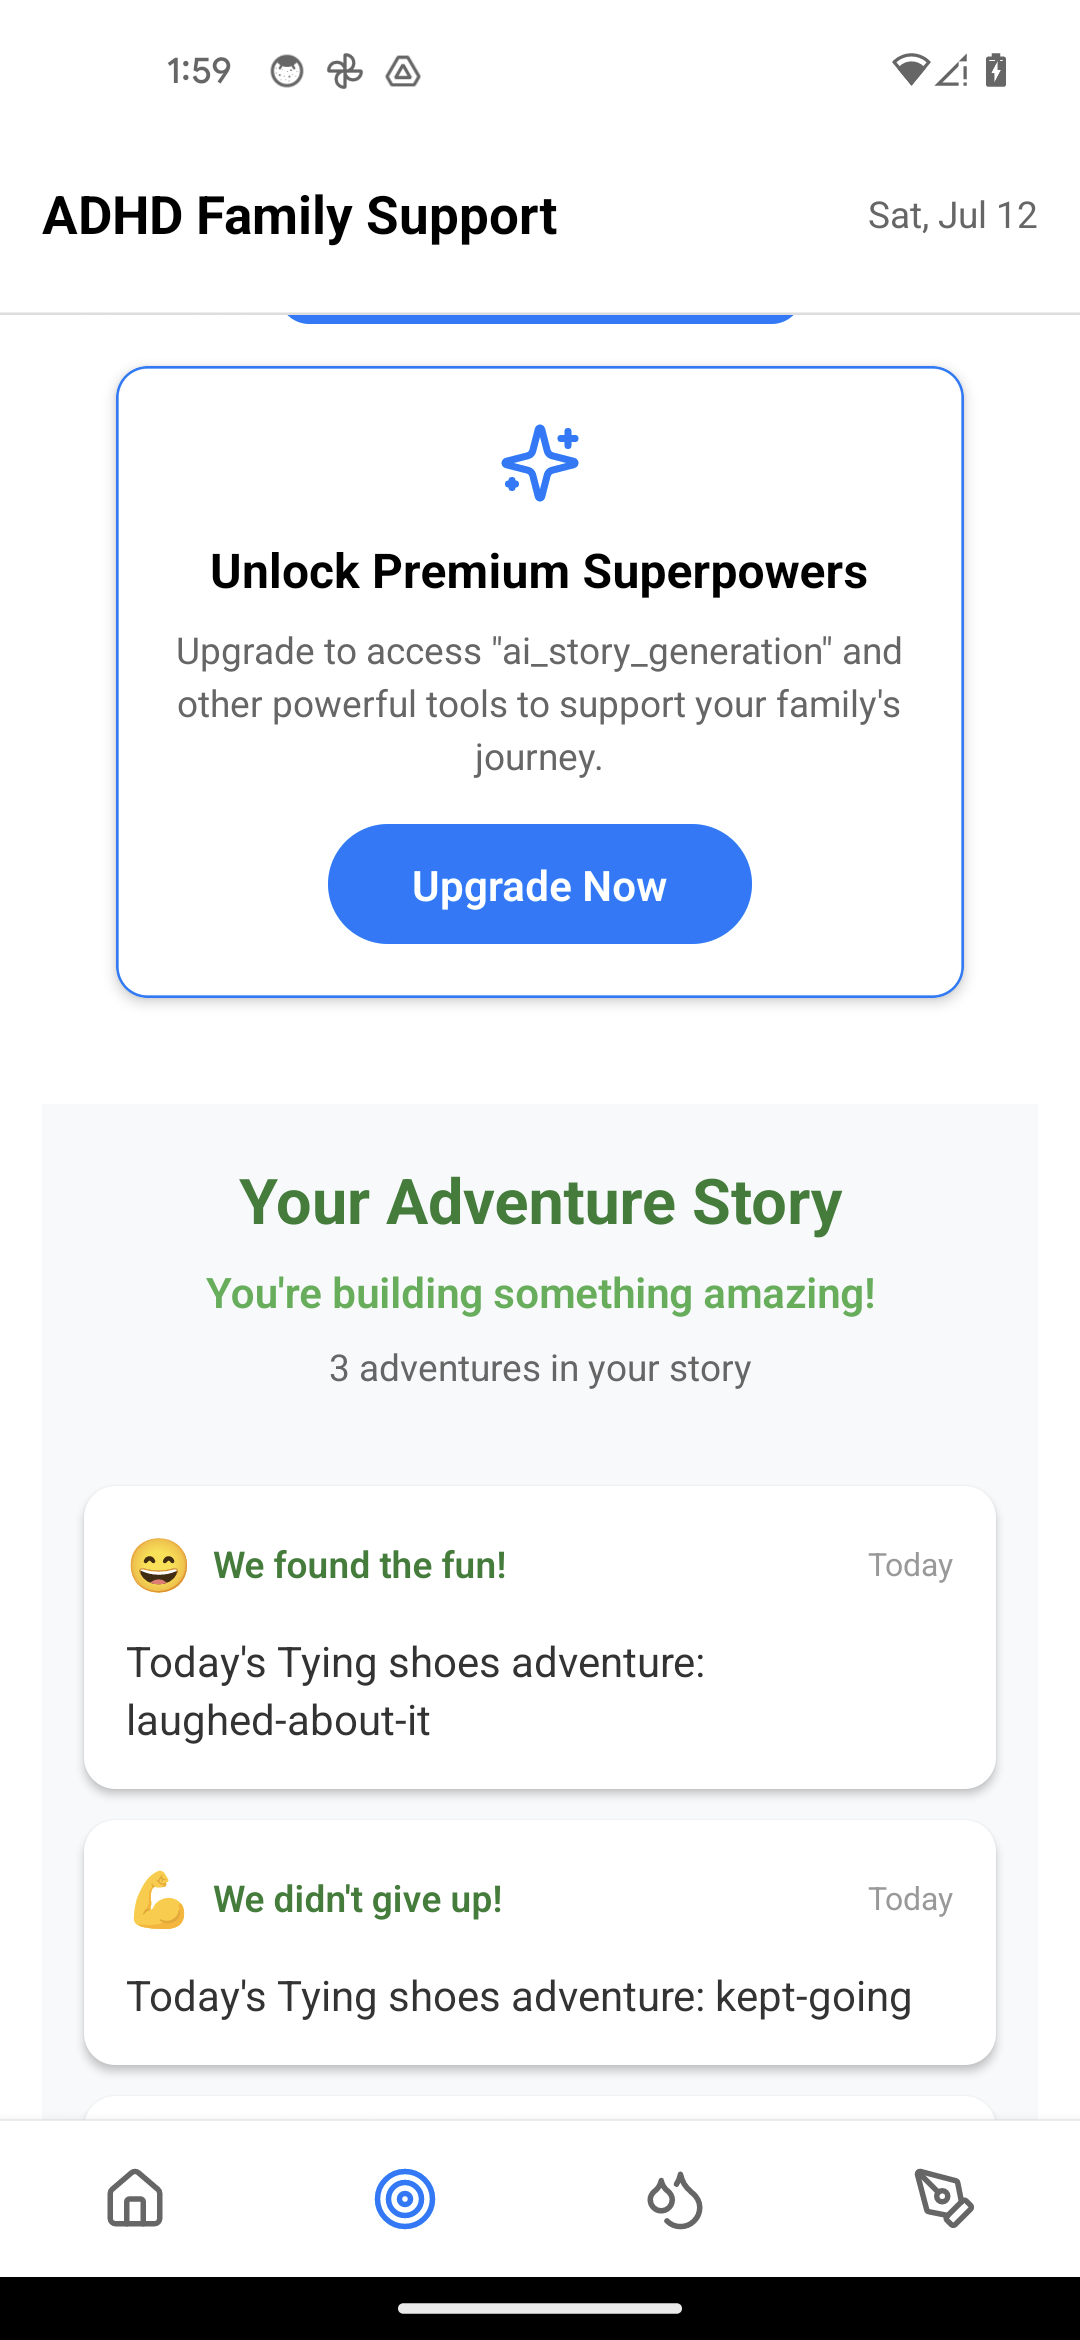 1:59
ADHD Family Support
Sat, Jul 12
Unlock Premium Superpowers
Upgrade to access "ai_story_generation" and
other powerful tools to support your family's
journey.
Upgrade Now
Your Adventure Story
You're building something amazing!
3 adventures in your story
😄 We found the fun!
Today
Today's Tying shoes adventure:
laughed-about-it
💪 We didn't give up!
Today
Today's Tying shoes adventure: kept-going